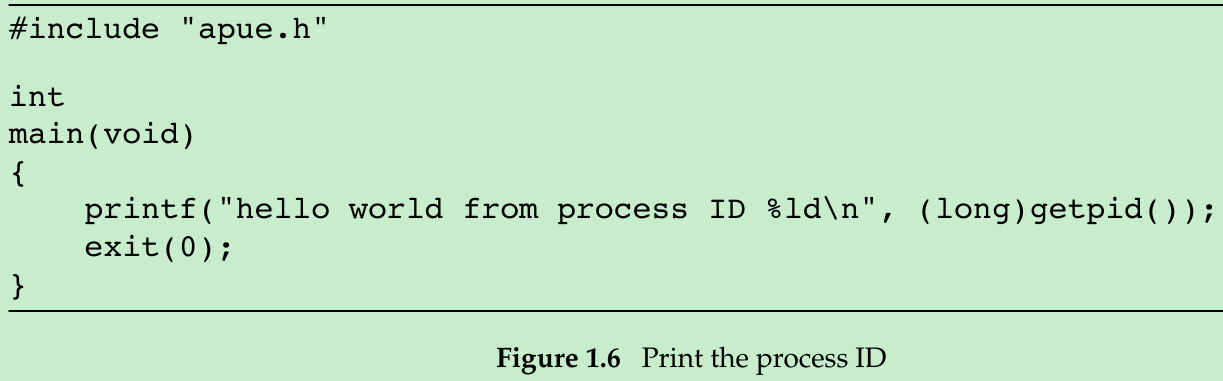 #include "apue.h"
int
main(void)
{
    printf("hello world from process ID %ld\n", (long)getpid());
    exit(0);
}
Figure 1.6 Print the process ID